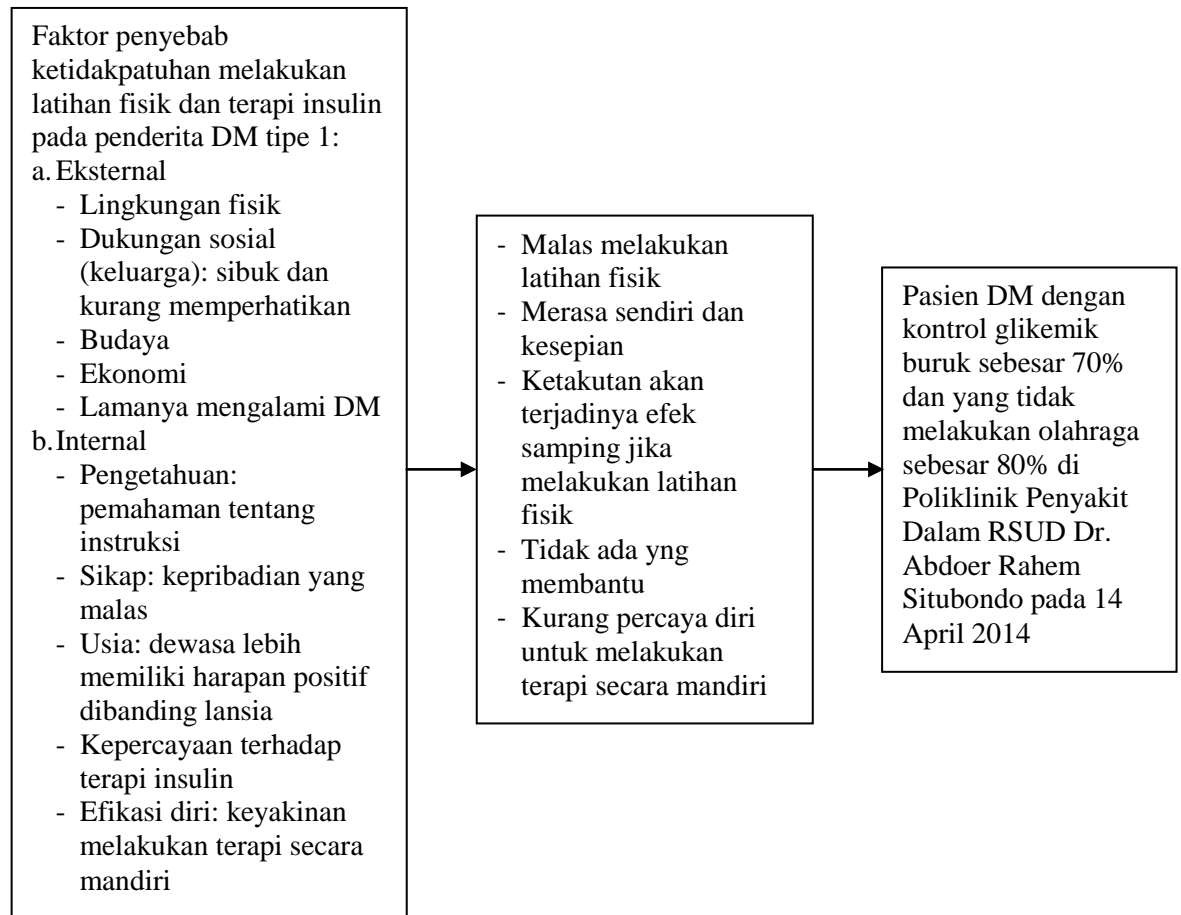 Faktor penyebab
ketidakpatuhan melakukan
latihan fisik dan terapi insulin
pada penderita DM tipe 1:
a. Eksternal
- Lingkungan fisik
- Dukungan sosial
(keluarga): sibuk dan
kurang memperhatikan
- Budaya
- Ekonomi
- Lamanya mengalami DM
b. Internal
- Pengetahuan:
pemahaman tentang
instruksi
- Sikap: kepribadian yang
malas
- Usia: dewasa lebih
memiliki harapan positif
dibanding lansia
- Kepercayaan terhadap
terapi insulin
- Efikasi diri: keyakinan
melakukan terapi secara
mandiri
- Malas melakukan
latihan fisik
- Merasa sendiri dan
kesepian
- Ketakutan akan
terjadinya efek
samping jika
melakukan latihan
fisik
- Tidak ada yng
membantu
- Kurang percaya diri
untuk melakukan
terapi secara mandiri
Pasien DM dengan
kontrol glikemik
buruk sebesar 70%
dan yang tidak
melakukan olahraga
sebesar 80% di
Poliklinik Penyakit
Dalam RSUD Dr.
Abdoer Rahem
Situbondo pada 14
April 2014